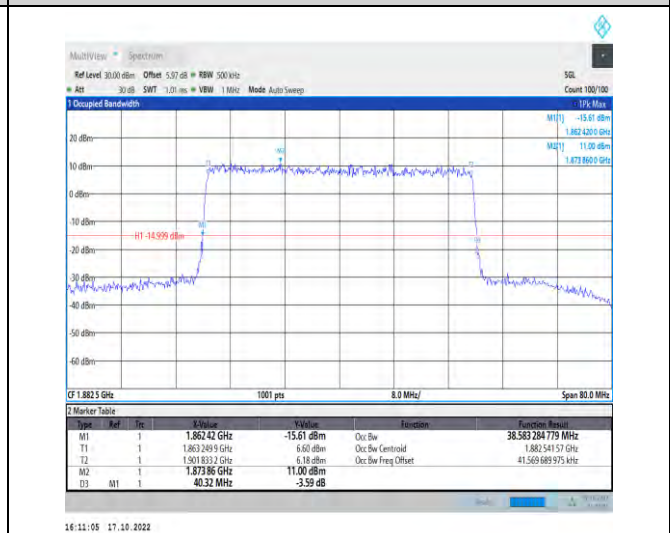 MultiView Spectrum
Ref Level 30.00 dBm Offset 5.97 dB RBW 500 kHz SGL
Att 30 dB SWT 1.01 ms VBW 1 MHz Mode Auto Sweep Count 100/100
1 Occupied Bandwidth 1Pk Max
M1[1] -15.61 dBm
1.862 420 0 GHz
M2[1] 11.00 dBm
1.873 860 0 GHz
20 dBm
M2
T1
10 dBm
0 dBm
-10 dBm
M1
H1 -14.999 dBm
-20 dBm
-30 dBm
-40 dBm
-50 dBm
-60 dBm
CF 1.882 5 GHz 1001 pts 8.0 MHz/ Span 80.0 MHz
2 Marker Table
Type Ref Trc X-Value Y-Value Function Function Result
M1 1 1.862 42 GHz -15.61 dBm Occ Bw 38.583 284 779 MHz
T1 1 1.863 249 9 GHz 6.60 dBm Occ Bw Centroid 1.882 541 57 GHz
T2 1 1.901 833 2 GHz 6.18 dBm Occ Bw Freq Offset 41.569 689 975 kHz
M2 1 1.873 86 GHz 11.00 dBm
D3 M1 1 40.32 MHz -3.59 dB
16:11:05 17.10.2022